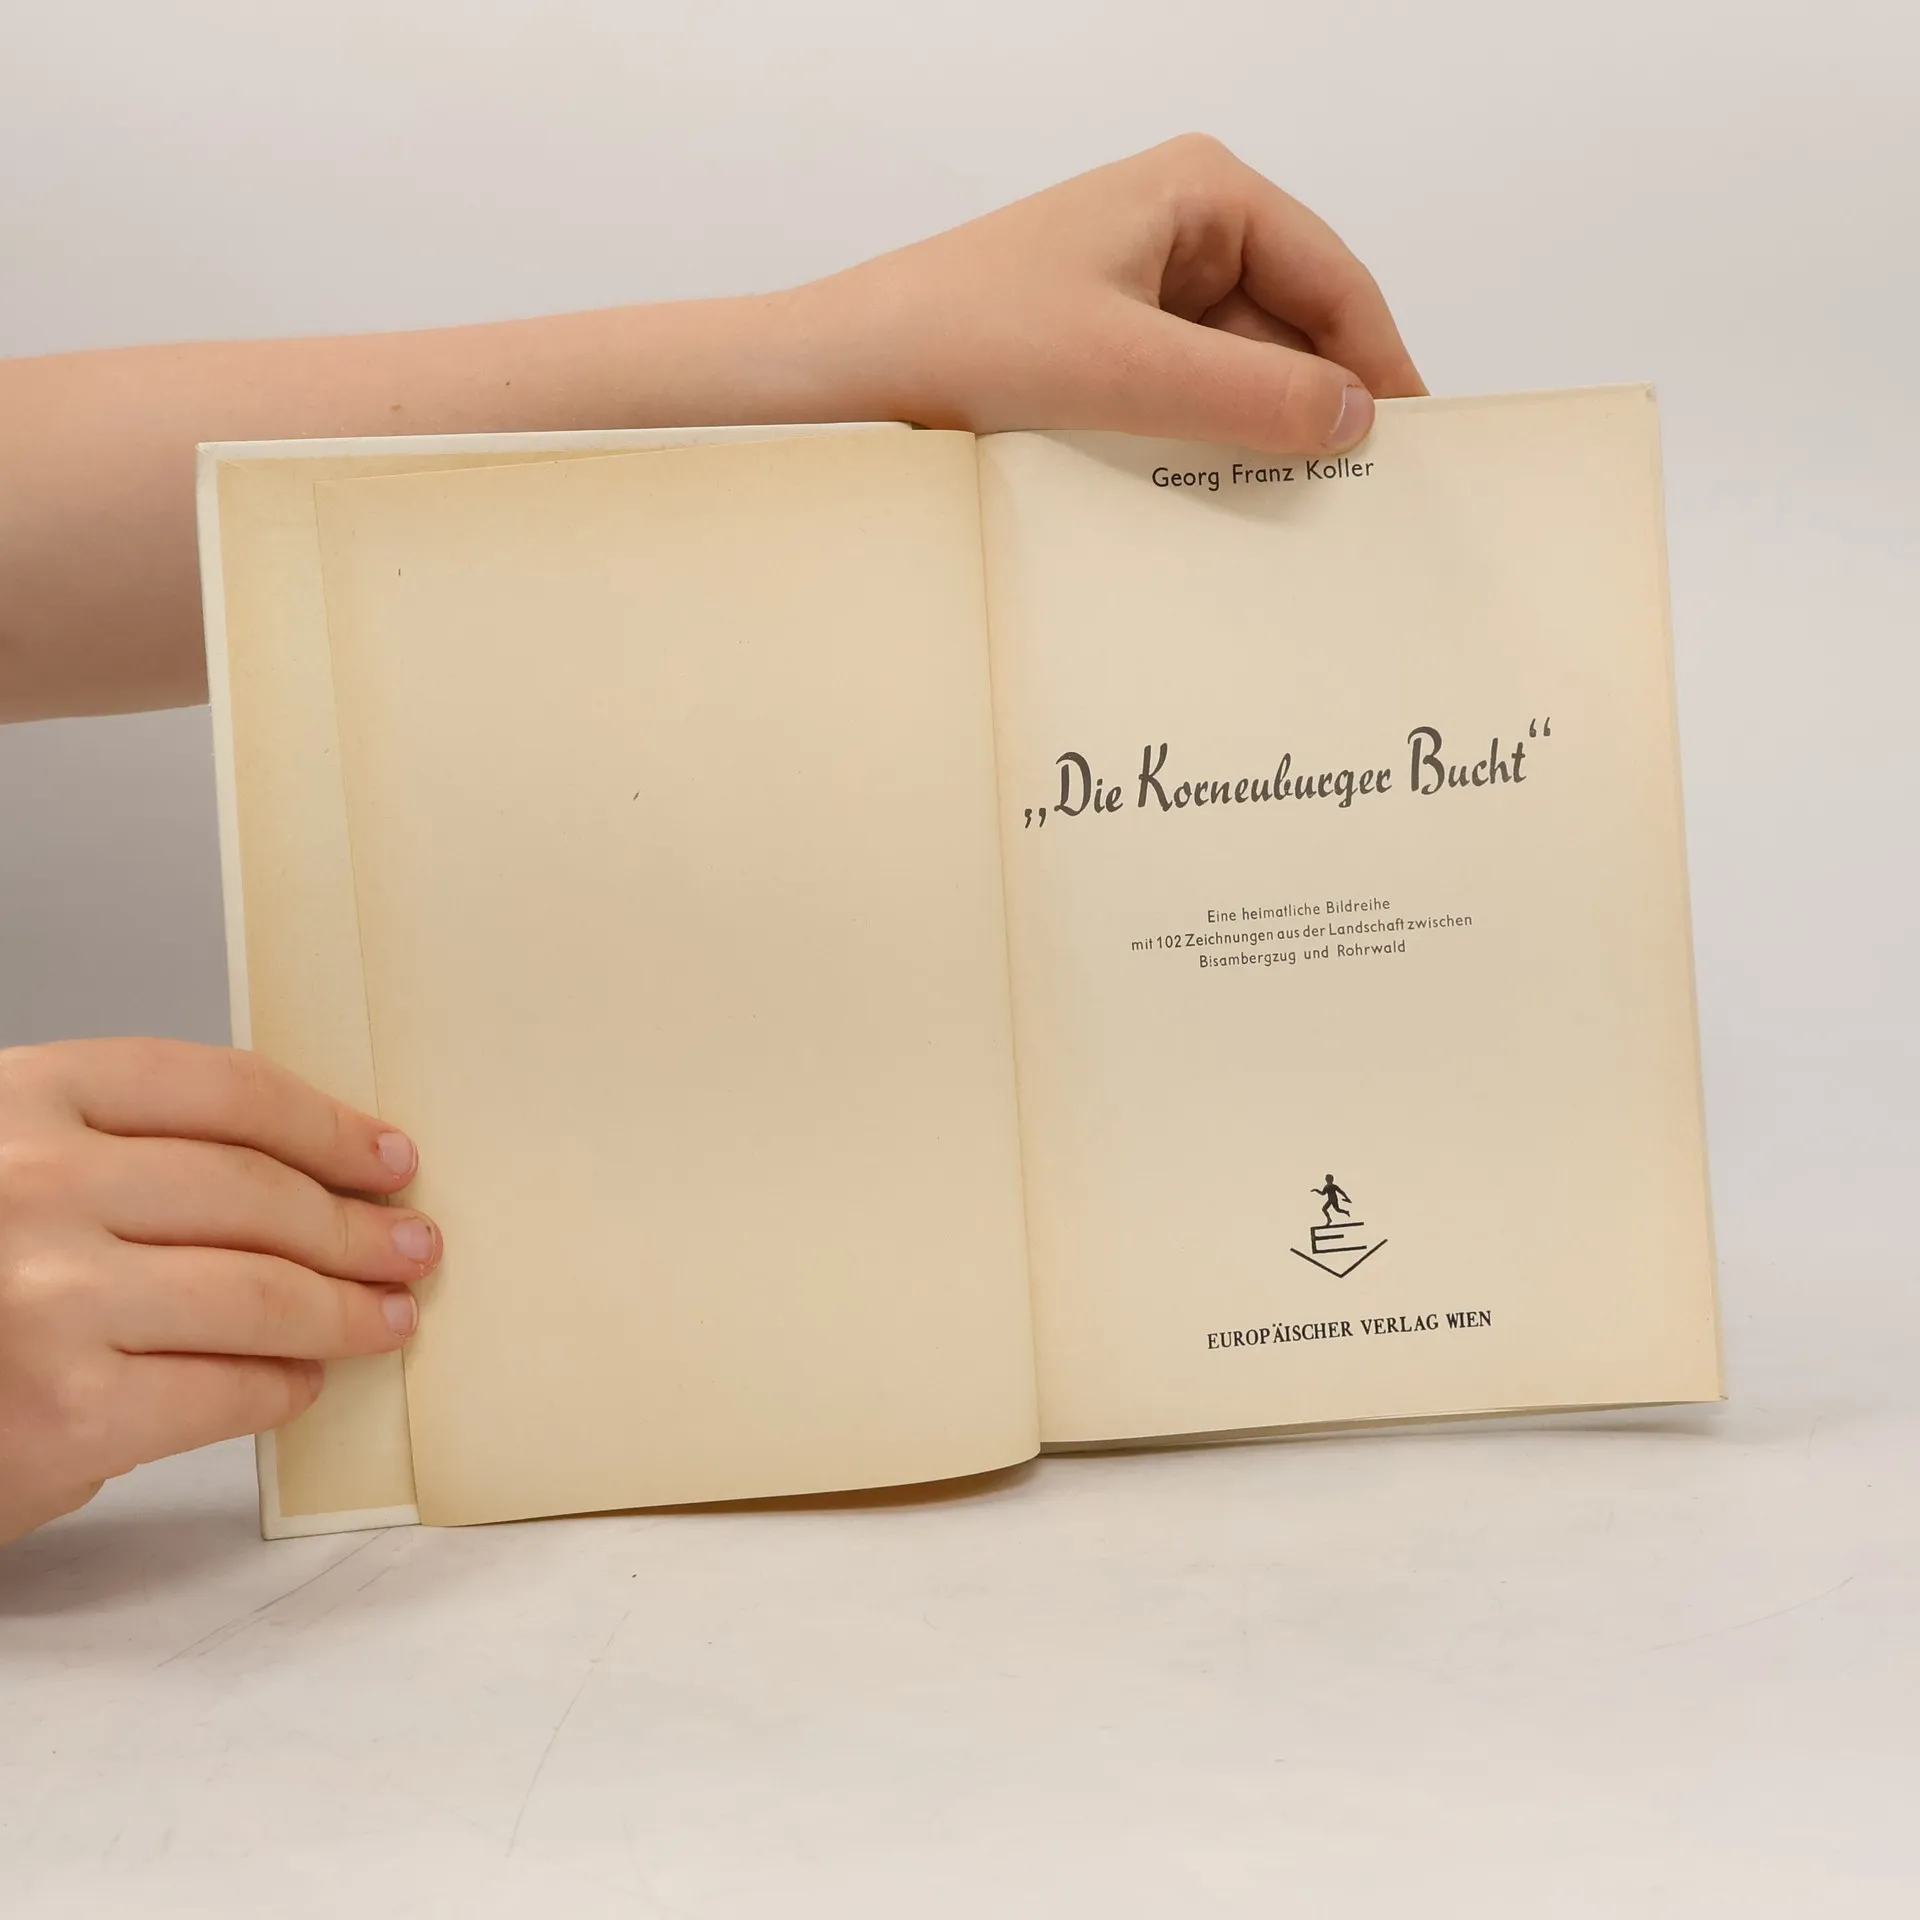 Georg Franz Koller
„Die Korneuburger Bucht“
Eine heimatliche Bildreihe
mit 102 Zeichnungen aus der Landschaft zwischen
Bisambergzug und Rohrwald
E
EUROPÄISCHER VERLAG WIEN